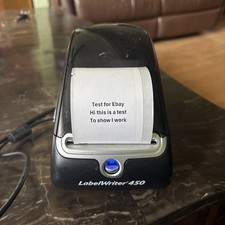 Test for Ebay
Hi this is a test
To show I work
LabelWriter 450